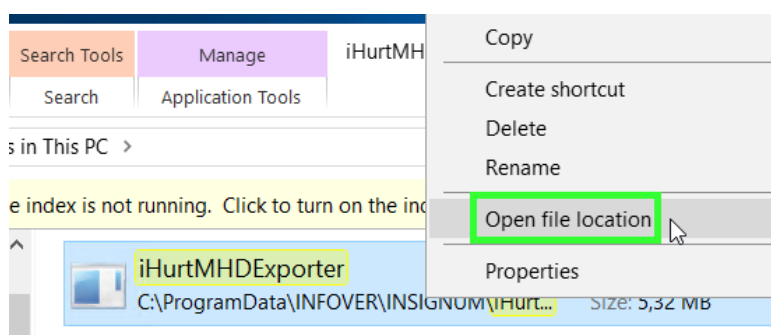 Search Tools
Manage
iHurtMH
Search
Application Tools
s in This PC
e index is not running. Click to turn on the ind
iHurtMHDExporter
C:\ProgramData\INFOVER\INSIGNUM\iHurt... Size: 5,32 MB
Copy
Create shortcut
Delete
Rename
Open file location
Properties